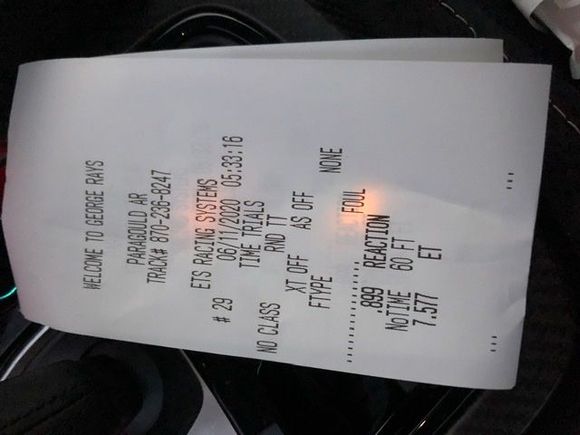 WELCOME TO GEORGE RAYS
PARAGOULD AR
TRACK# 870-236-8247
ETS RACING SYSTEMS
06/11/2020 05:33:16
# 29 TIME TRIALS
RND TT
NO CLASS
XT OFF AS OFF
FTYPE NONE
FOUL
.899 REACTION
NoTIME 60 FT
7.577 ET